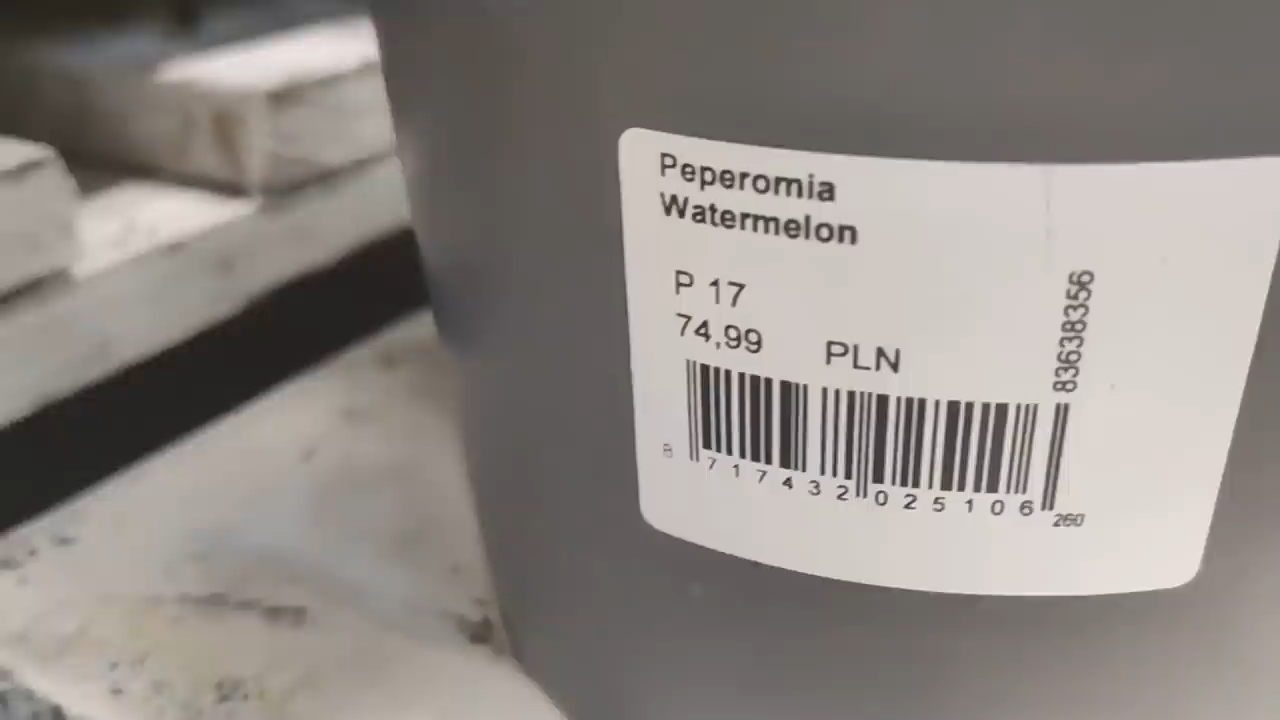 Peperomia
Watermelon
P 17
74,99 PLN
83638356
8 717432 025106
260